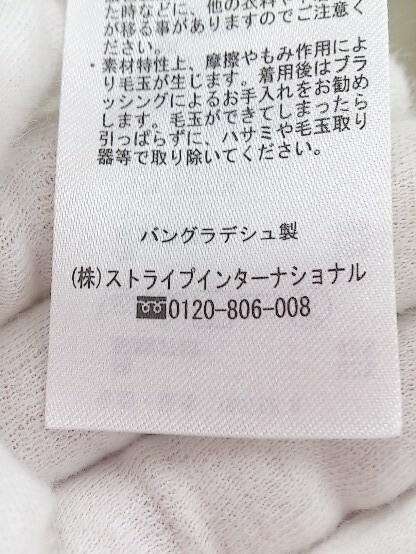 た時などに、他の衣料や
が移る事がありますのでご注意く
ださい。
・素材特性上、摩擦やもみ作用によ
り毛玉が生じます。着用後はブラ
ッシングによるお手入れをお勧め
します。毛玉ができてしまったら
引っぱらずに、ハサミや毛玉取り
器等で取り除いてください。
バングラデシュ製
(株)ストライプインターナショナル
0120-806-008